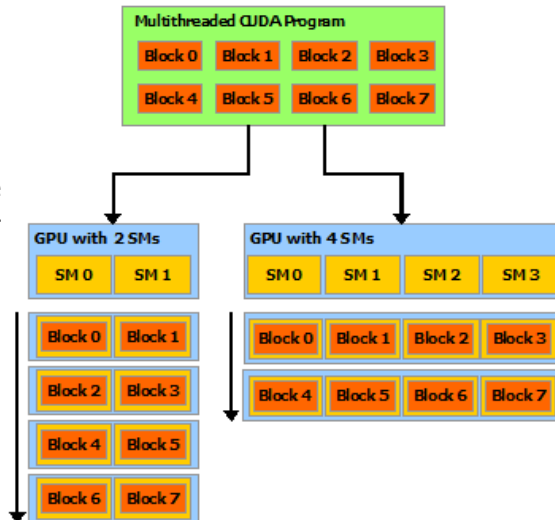 Multithreaded CUDA Program
Block 0 Block 1 Block 2 Block 3
Block 4 Block 5 Block 6 Block 7
GPU with 2 SMs
SM 0 SM 1
Block 0 Block 1
Block 2 Block 3
Block 4 Block 5
Block 6 Block 7
GPU with 4 SMs
SM 0 SM 1 SM 2 SM 3
Block 0 Block 1 Block 2 Block 3
Block 4 Block 5 Block 6 Block 7